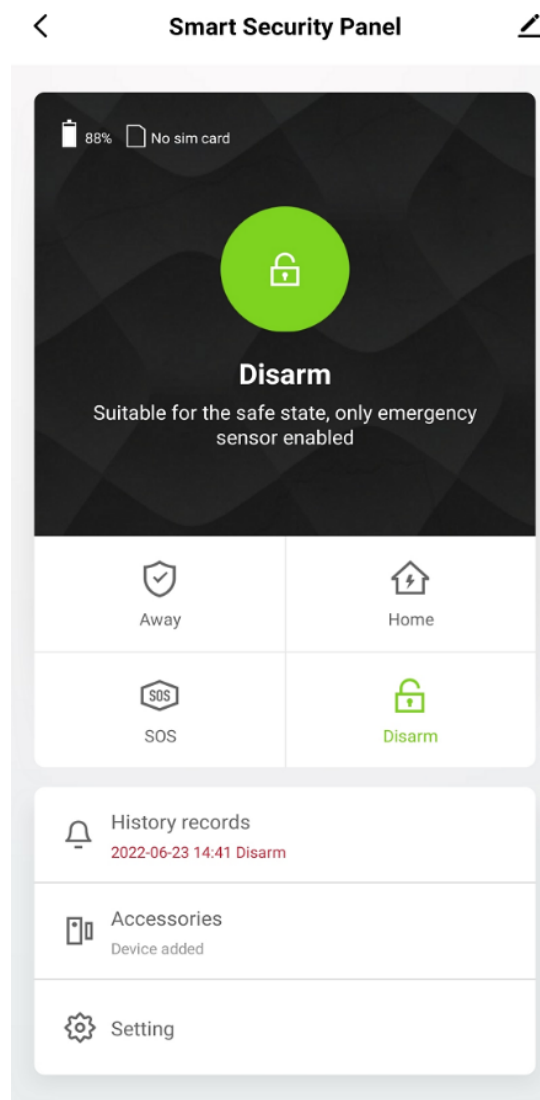 Smart Security Panel
88% No sim card
Disarm
Suitable for the safe state, only emergency
sensor enabled
Away
Home
SOS
SOS
Disarm
History records
2022-06-23 14:41 Disarm
Accessories
Device added
Setting